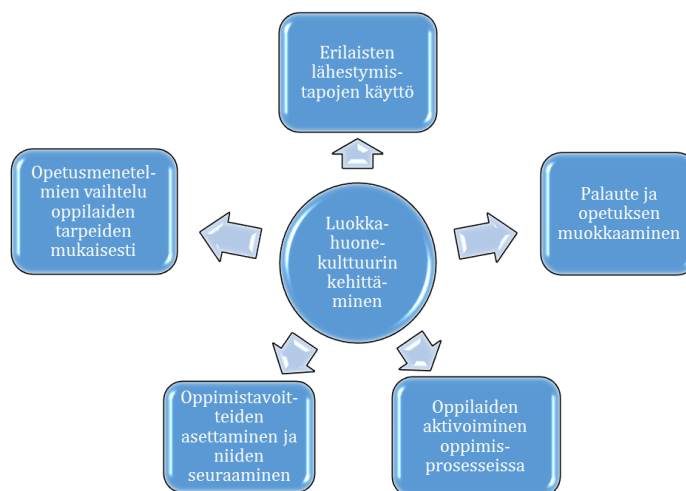 Erilaisten
lähestymis-
tapojen käyttö
Opetusmenetel-
mien vaihtelu
oppilaiden
tarpeiden
mukaisesti
Luokka-
huone-
kulttuurin
kehittä-
minen
Palaute ja
opetuksen
muokkaaminen
Oppimistavoit-
teiden
asettaminen ja
niiden
seuraaminen
Oppilaiden
aktivoiminen
oppimis-
prosesseissa